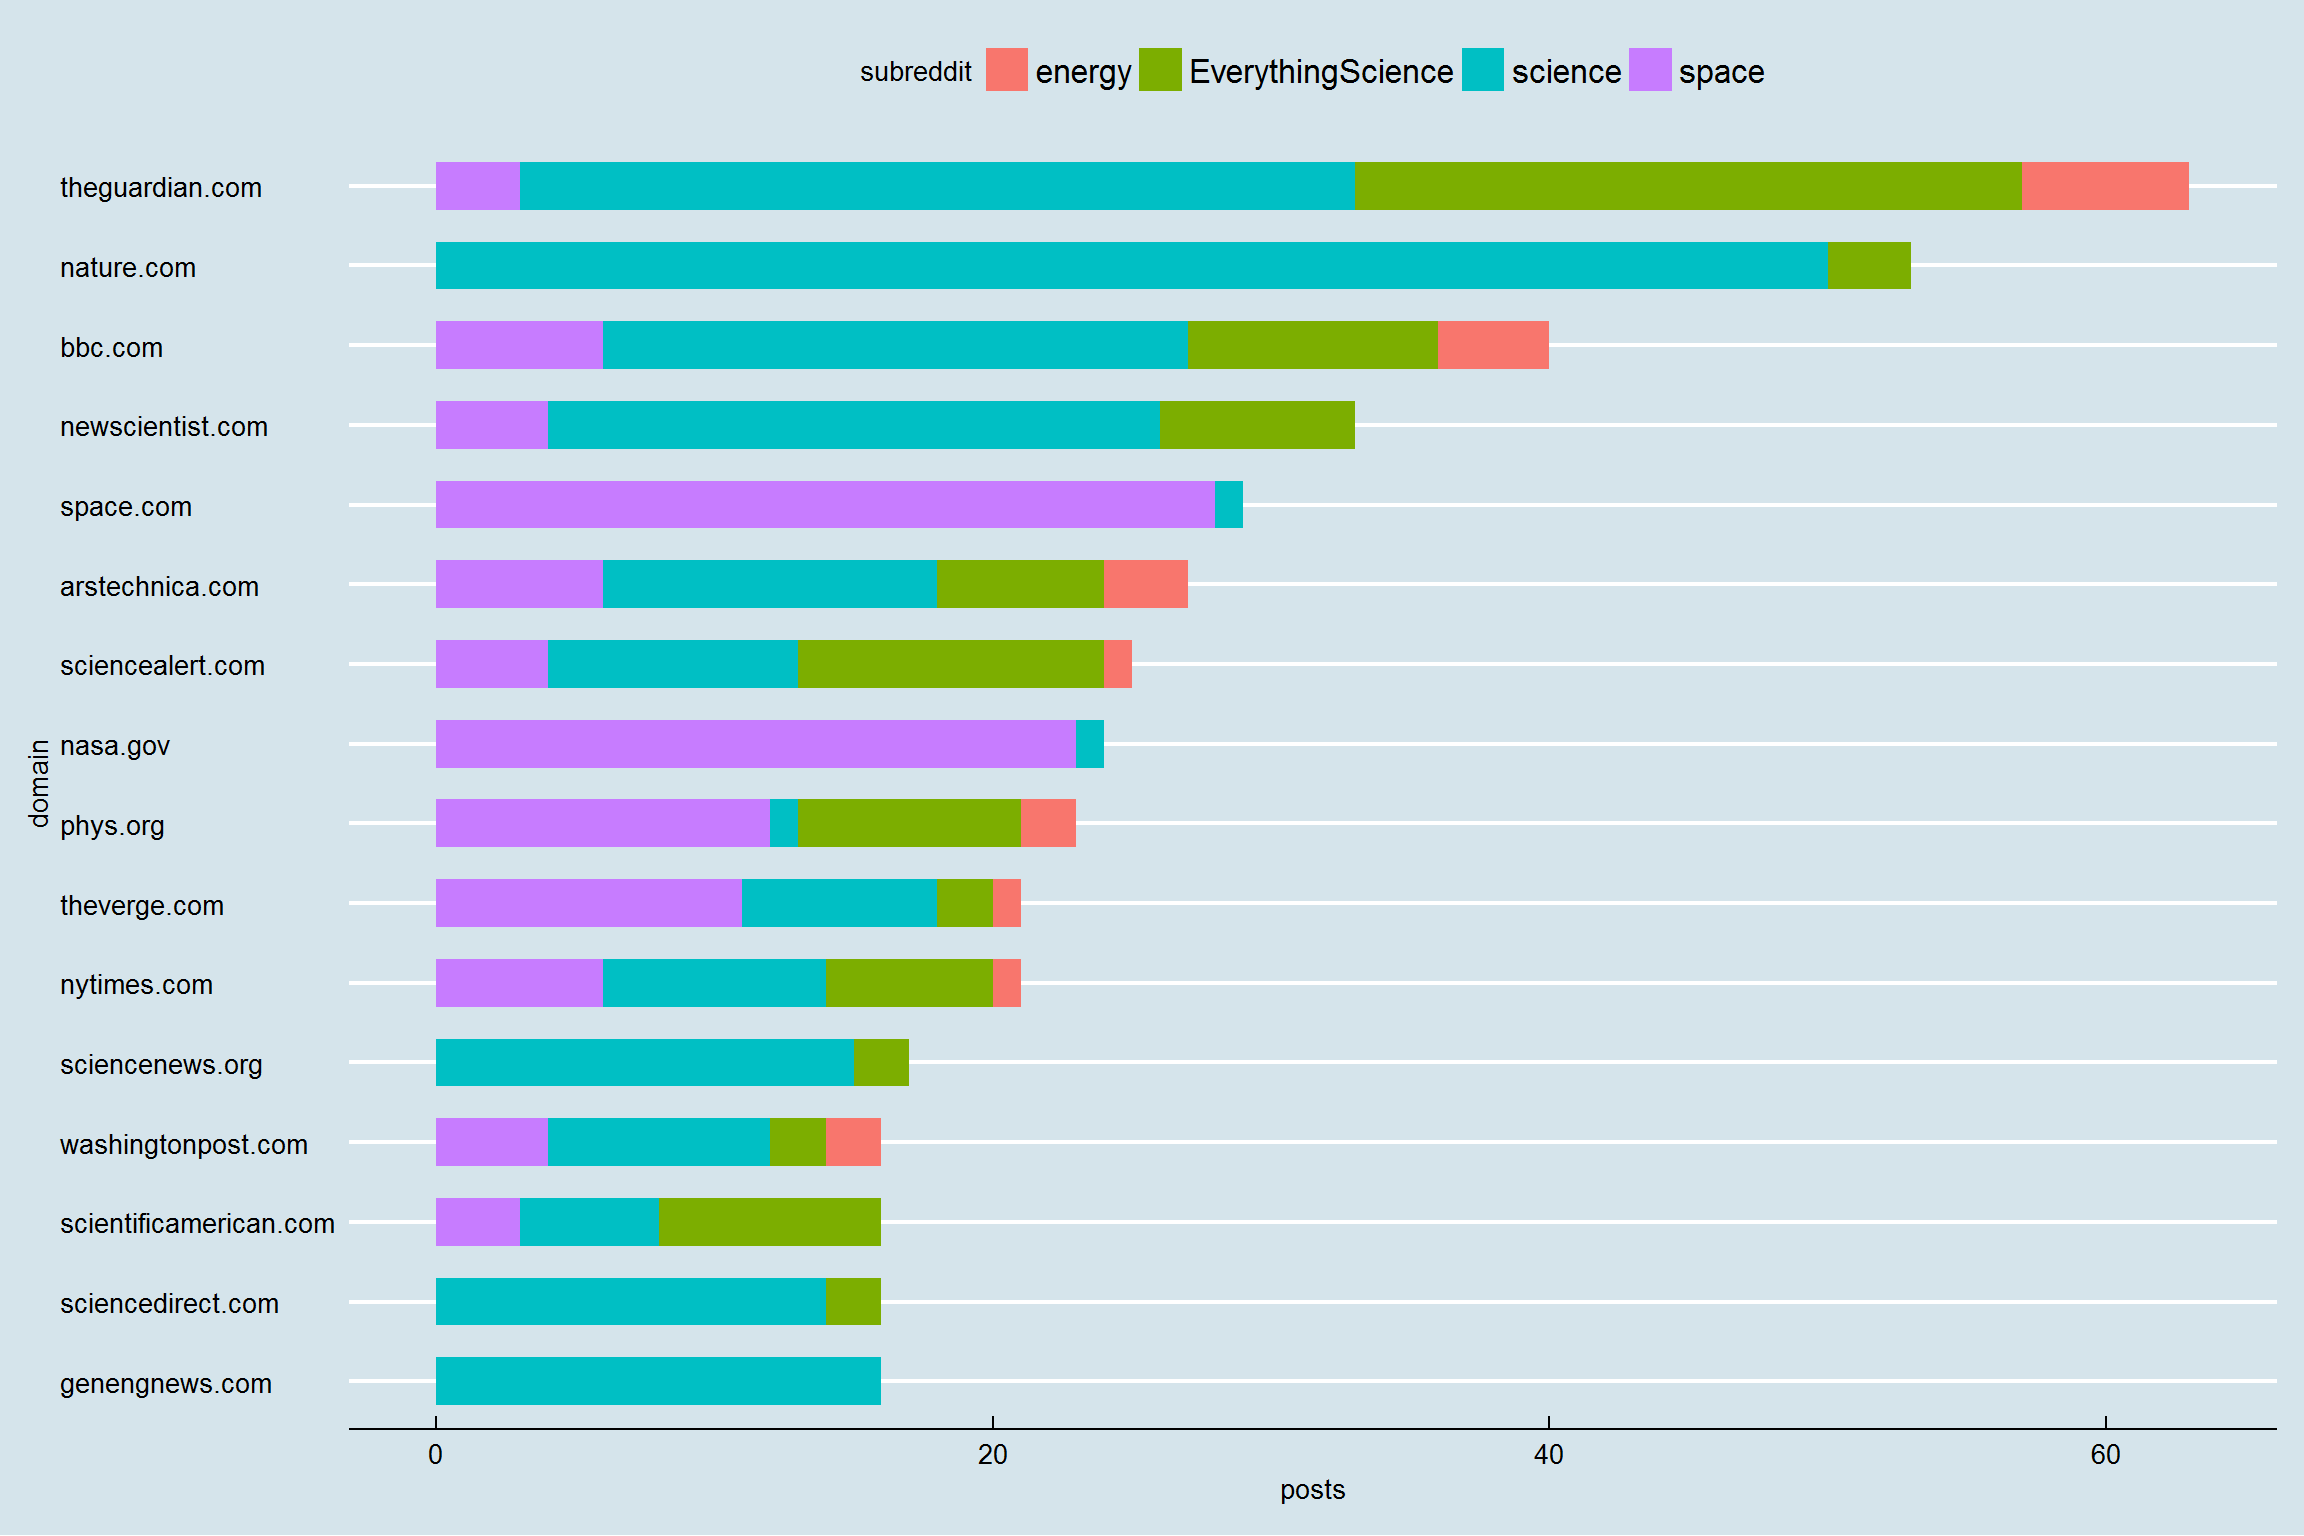 subreddit energy EverythingScience science space
theguardian.com
nature.com
bbc.com
newscientist.com
space.com
arstechnica.com
sciencealert.com
nasa.gov
phys.org
theverge.com
nytimes.com
sciencenews.org
washingtonpost.com
scientificamerican.com
sciencedirect.com
genengnews.com
domain
0 20 40 60
posts